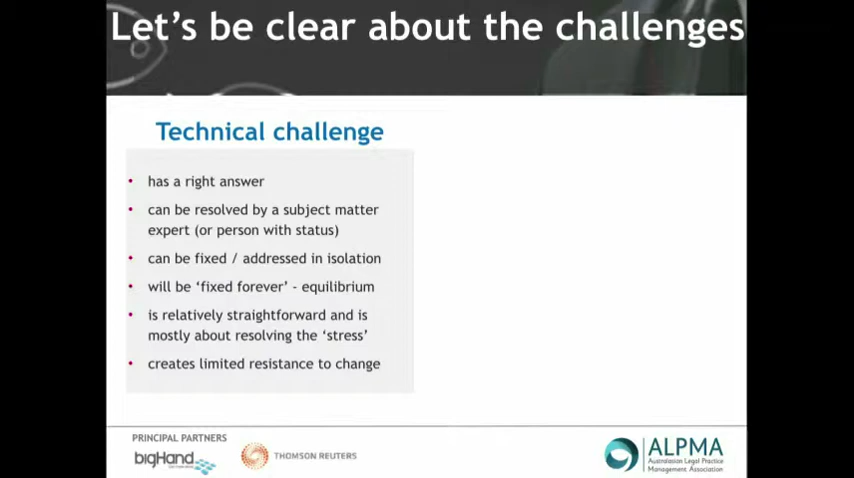 Let's be clear about the challenges
Technical challenge
• has a right answer
• can be resolved by a subject matter
expert (or person with status)
• can be fixed / addressed in isolation
• will be 'fixed forever' - equilibrium
• is relatively straightforward and is
mostly about resolving the 'stress'
• creates limited resistance to change
PRINCIPAL PARTNERS
bigHand
THOMSON REUTERS
ALPMA
Australasian Legal Practice
Management Association